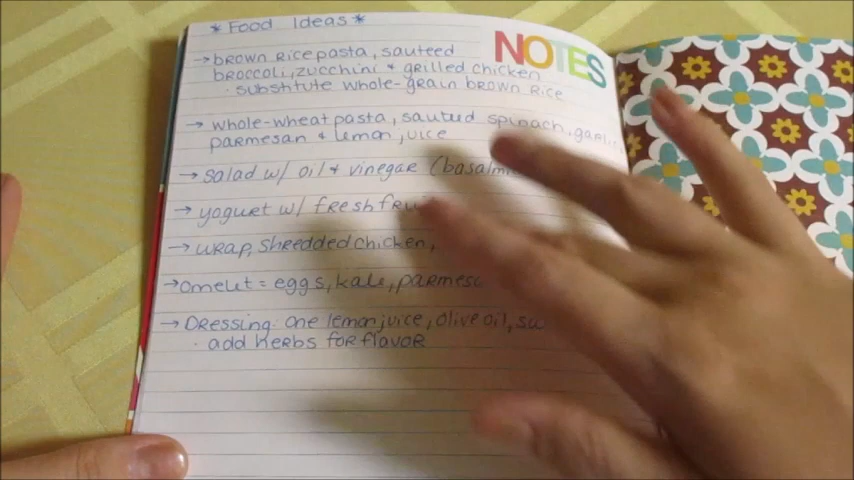 *Food Ideas*
NOTES
→ brown rice pasta, sauteed
broccoli, zucchini & grilled chicken
· substitute whole-grain brown rice
→ whole-wheat pasta, sauteed spinach, garlic,
parmesan & lemon juice
→ salad w/ oil & vinegar
→ yogurt w/ fresh
→ wrap, shredded chicken,
→ omelet = eggs, kale,
→ Dressing: one lemon juice, olive oil,
· add herbs for flavor